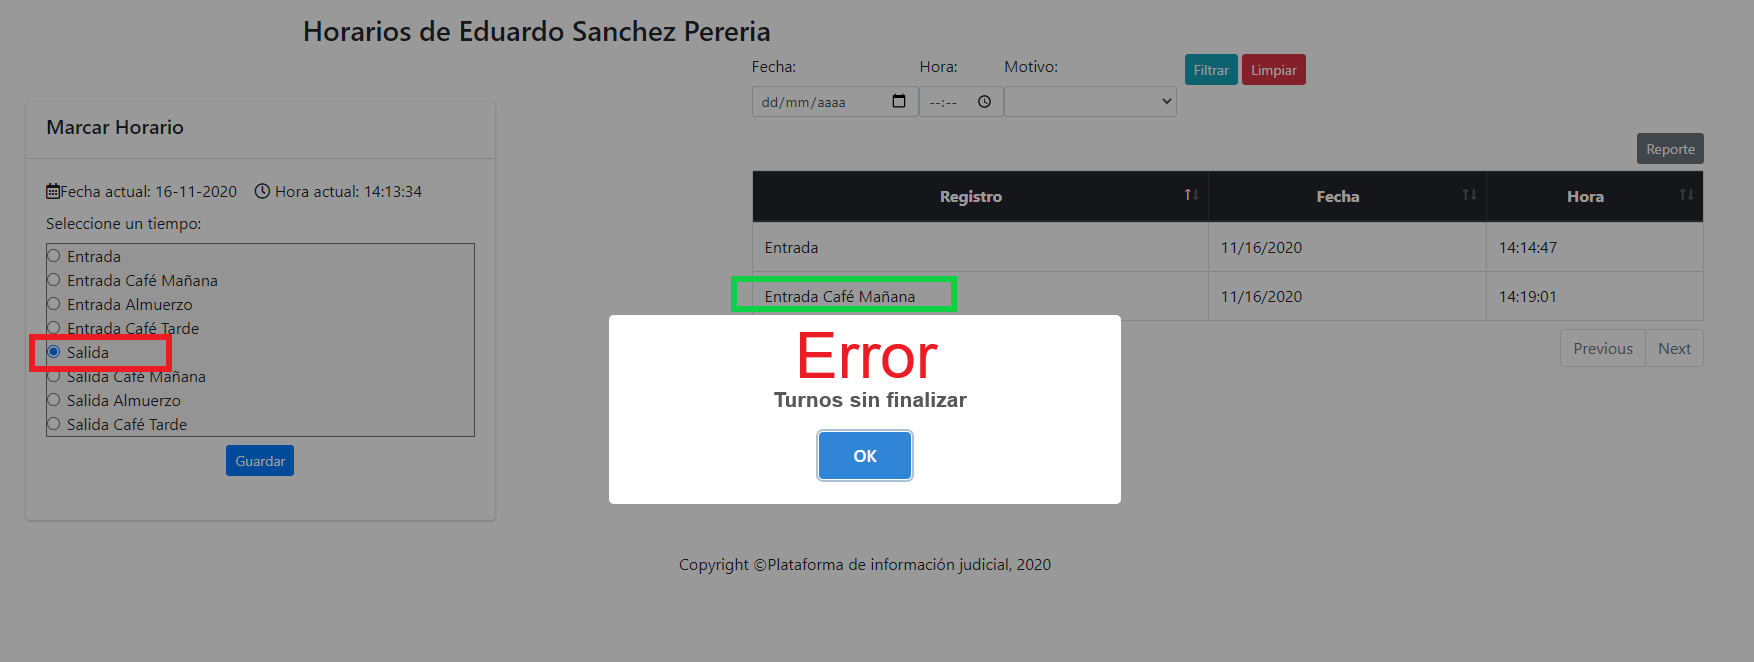 Horarios de Eduardo Sanchez Pereria
Fecha:
Hora:
Motivo:
Filtrar
Limpiar
dd/mm/aaaa
--:--
Marcar Horario
Reporte
Fecha actual: 16-11-2020
Hora actual: 14:13:34
Seleccione un tiempo:
Entrada
Entrada Café Mañana
Entrada Almuerzo
Entrada Café Tarde
Salida
Salida Café Mañana
Salida Almuerzo
Salida Café Tarde
Guardar
Registro Fecha Hora
Entrada 11/16/2020 14:14:47
Entrada Café Mañana 11/16/2020 14:19:01
Previous Next
Error
Turnos sin finalizar
OK
Copyright ©Plataforma de información judicial, 2020